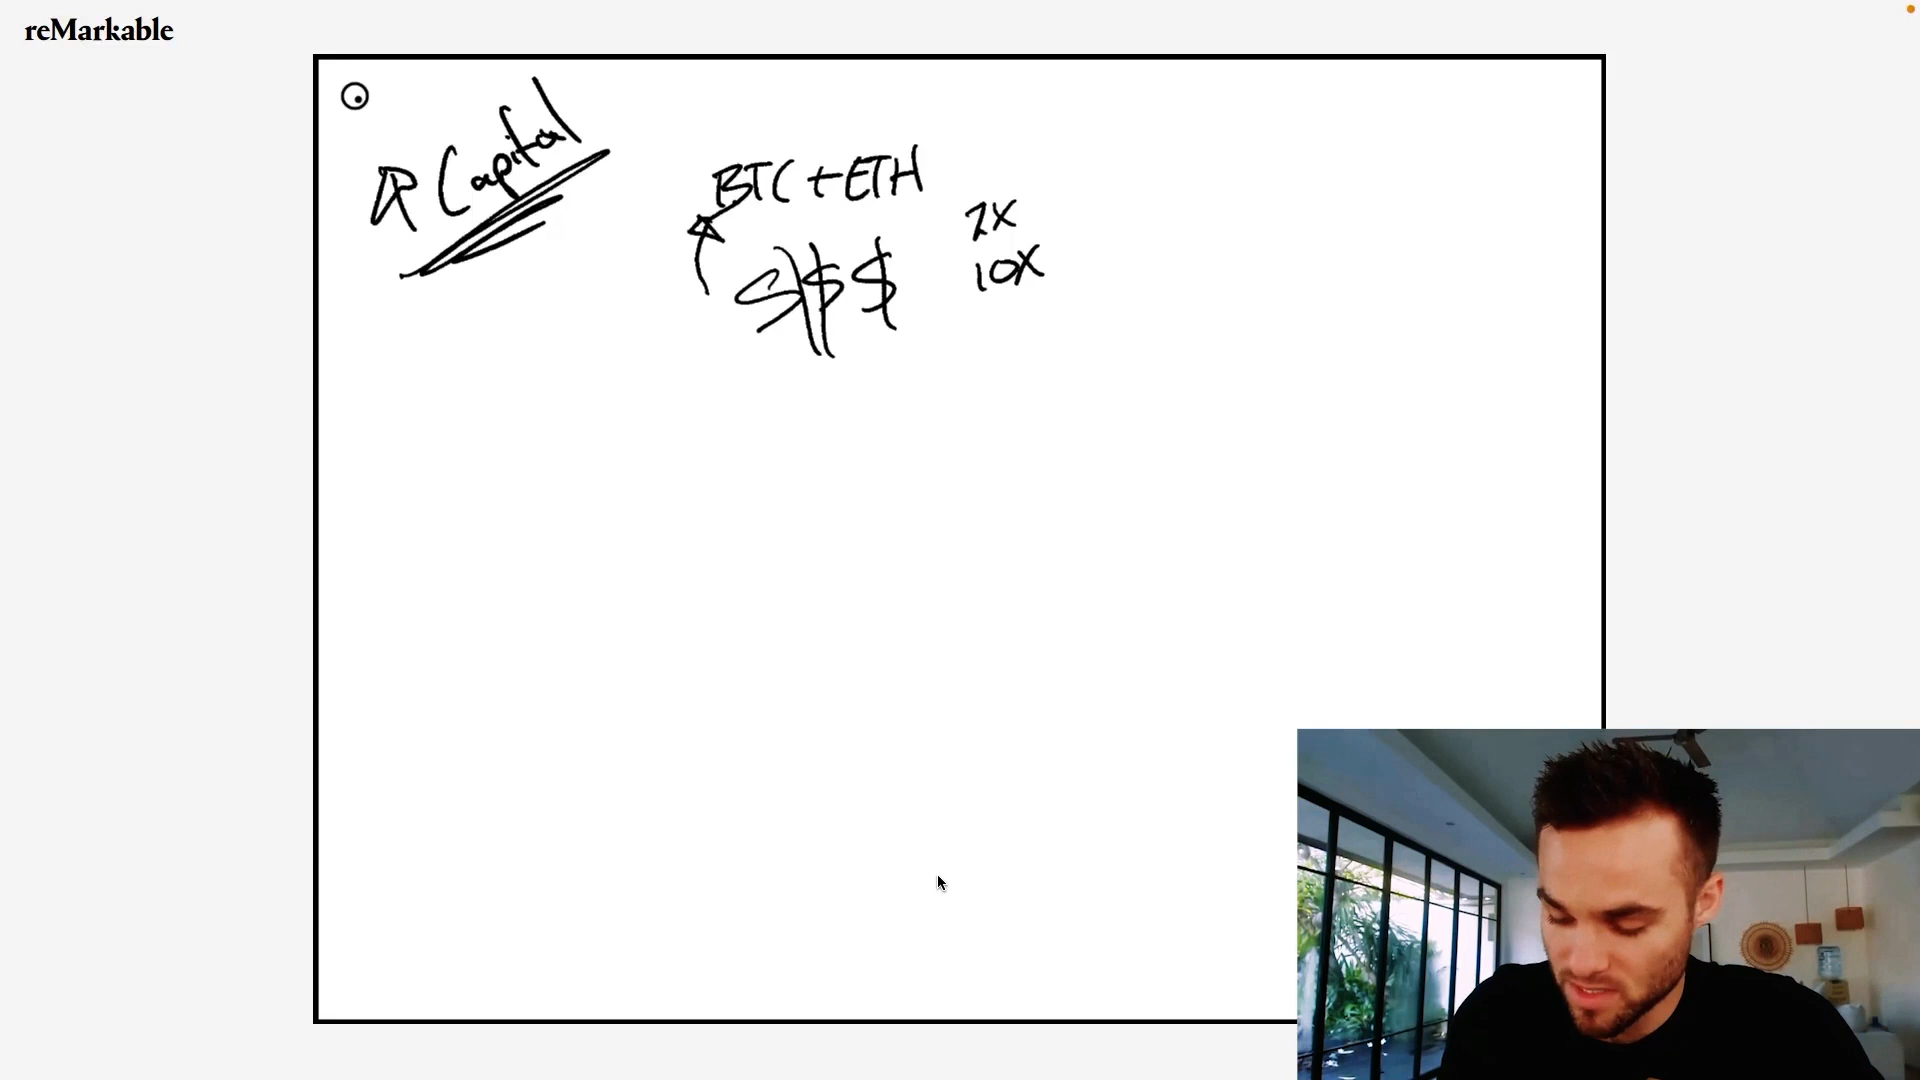 reMarkable
R Capital
BTC + ETH
2X
$$$
10X